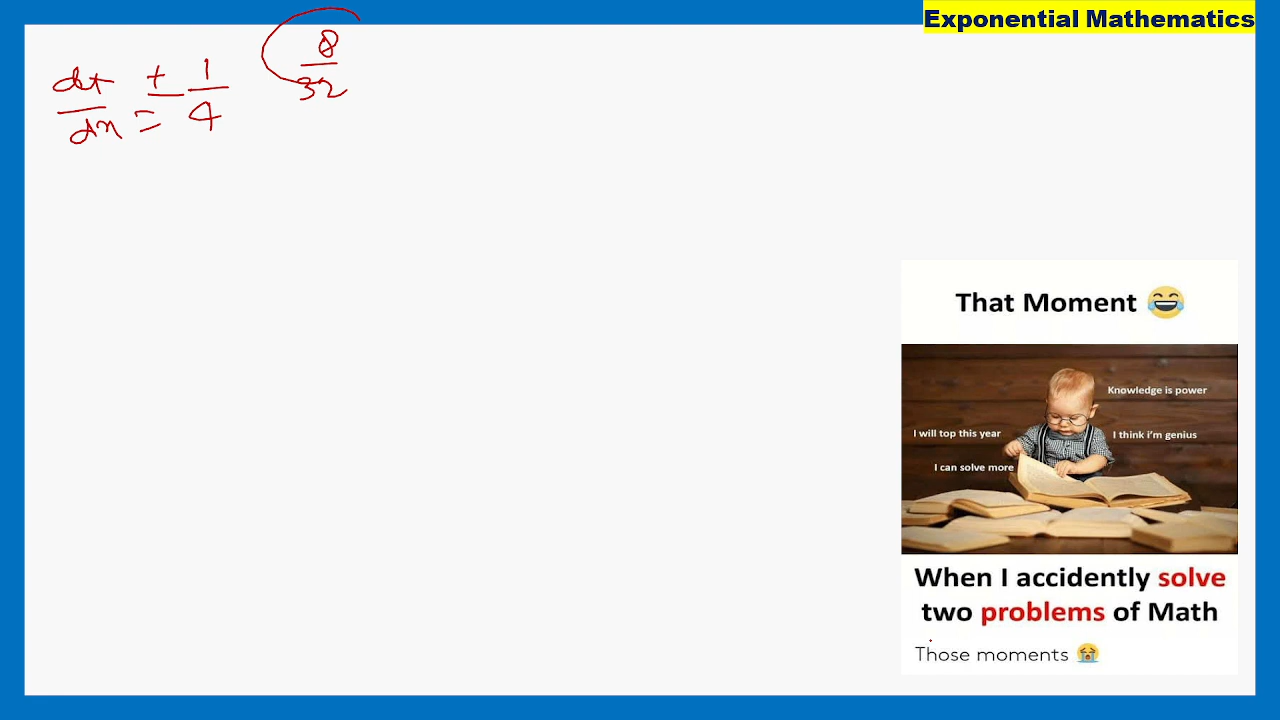 Exponential Mathematics
dt/dx = ± 1/4
8/32
That Moment 😂
Knowledge is power
I will top this year
I think i'm genius
I can solve more
When I accidently solve
two problems of Math
Those moments 😭